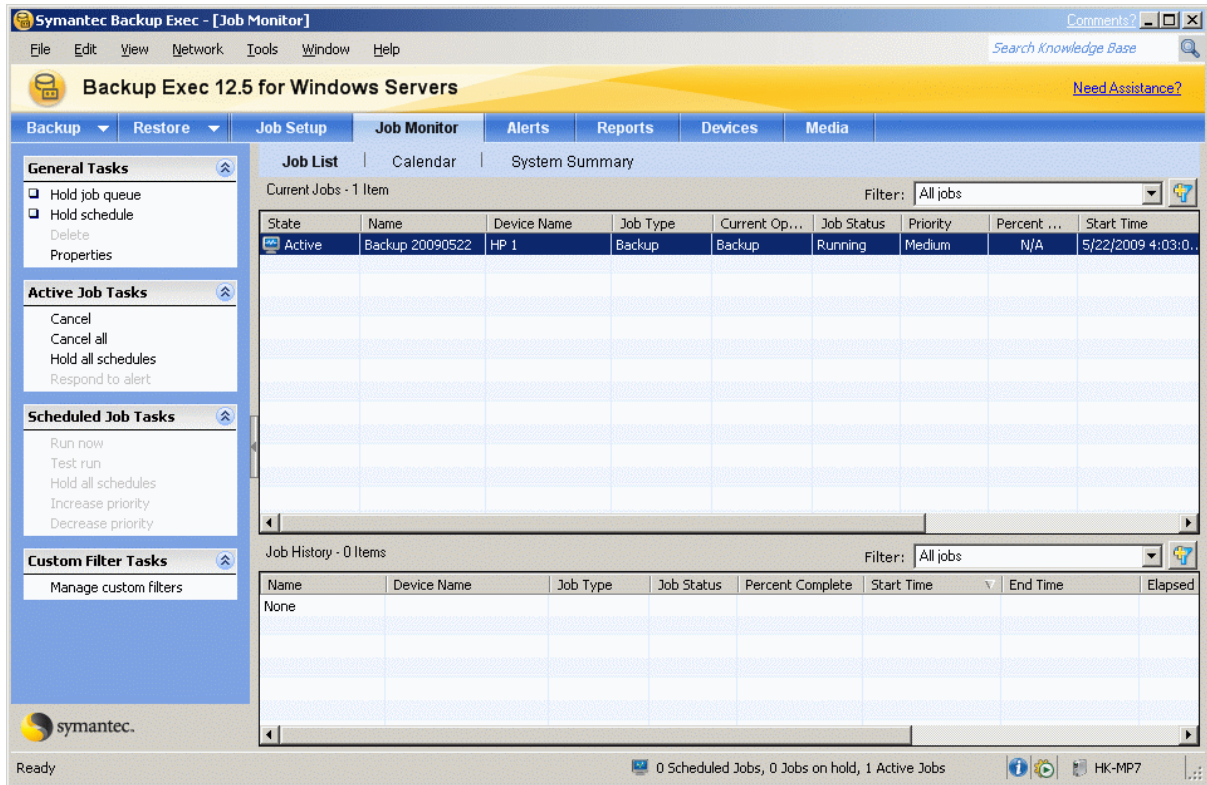 Symantec Backup Exec - [Job Monitor]
Comments?
File Edit View Network Tools Window Help
Search Knowledge Base
Backup Exec 12.5 for Windows Servers
Need Assistance?
Backup Restore Job Setup Job Monitor Alerts Reports Devices Media
General Tasks
Hold job queue
Hold schedule
Delete
Properties
Active Job Tasks
Cancel
Cancel all
Hold all schedules
Respond to alert
Scheduled Job Tasks
Run now
Test run
Hold all schedules
Increase priority
Decrease priority
Custom Filter Tasks
Manage custom filters
symantec.
Job List Calendar System Summary
Current Jobs - 1 Item
Filter: All jobs
State Name Device Name Job Type Current Op... Job Status Priority Percent ... Start Time
Active Backup 20090522 HP 1 Backup Backup Running Medium N/A 5/22/2009 4:03:0...
Job History - 0 Items
Filter: All jobs
Name Device Name Job Type Job Status Percent Complete Start Time End Time Elapsed
None
Ready
0 Scheduled Jobs, 0 Jobs on hold, 1 Active Jobs
HK-MP7